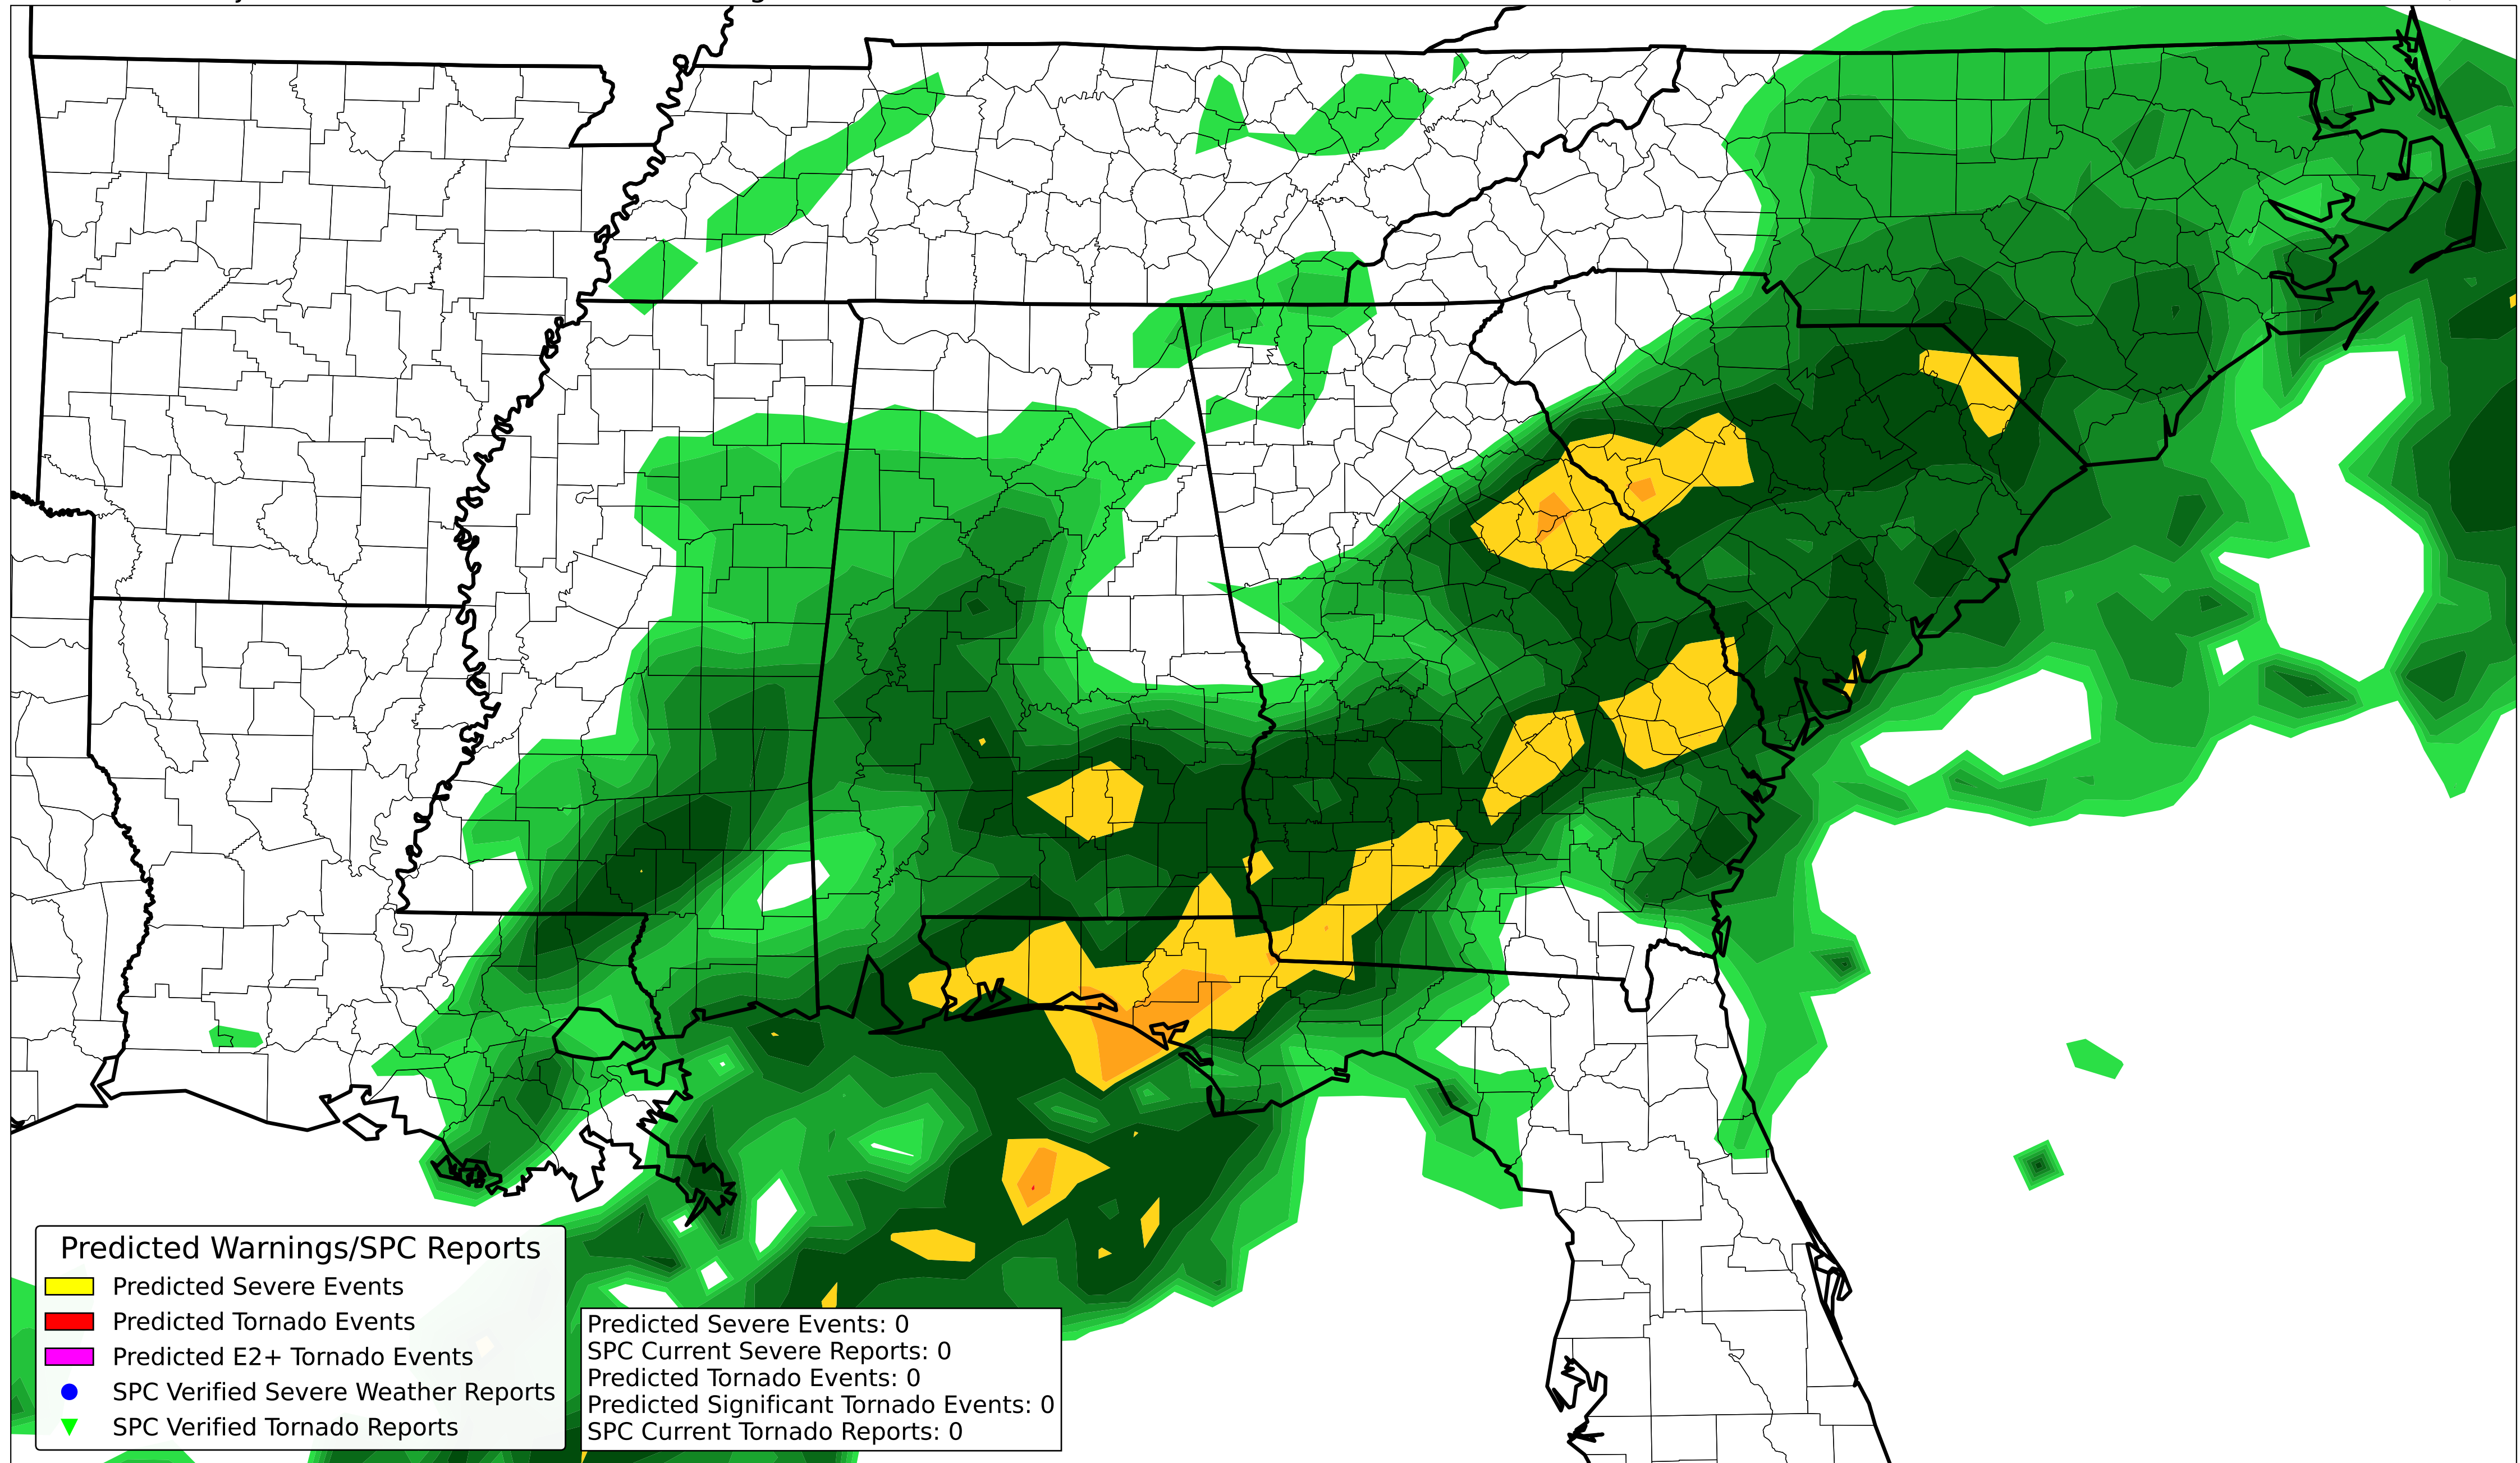 Predicted Warnings/SPC Reports
Predicted Severe Events
Predicted Tornado Events
Predicted E2+ Tornado Events
SPC Verified Severe Weather Reports
SPC Verified Tornado Reports
Predicted Severe Events: 0
SPC Current Severe Reports: 0
Predicted Tornado Events: 0
Predicted Significant Tornado Events: 0
SPC Current Tornado Reports: 0